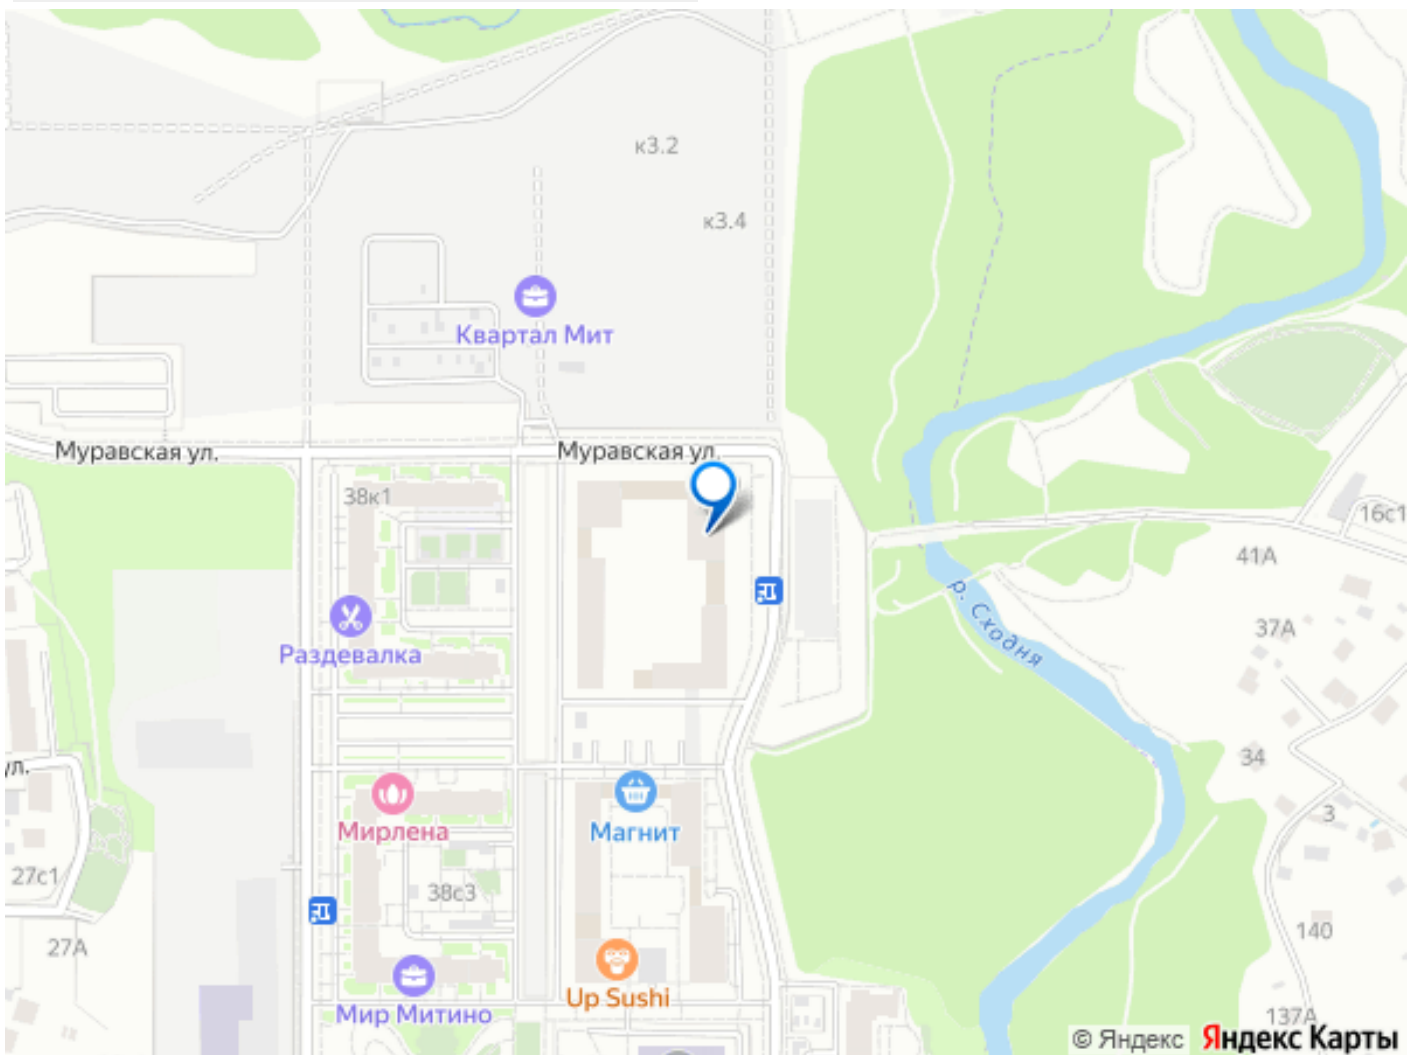 к3.2
к3.4
Квартал Мит
Муравская ул.
Муравская ул.
38к1
16с1
41А
р. Сходня
37А
Раздевалка
34
ул.
Мирлена
Магнит
3
27с1
38с3
140
27А
Up Sushi
Мир Митино
137А
© Яндекс
Яндекс Карты